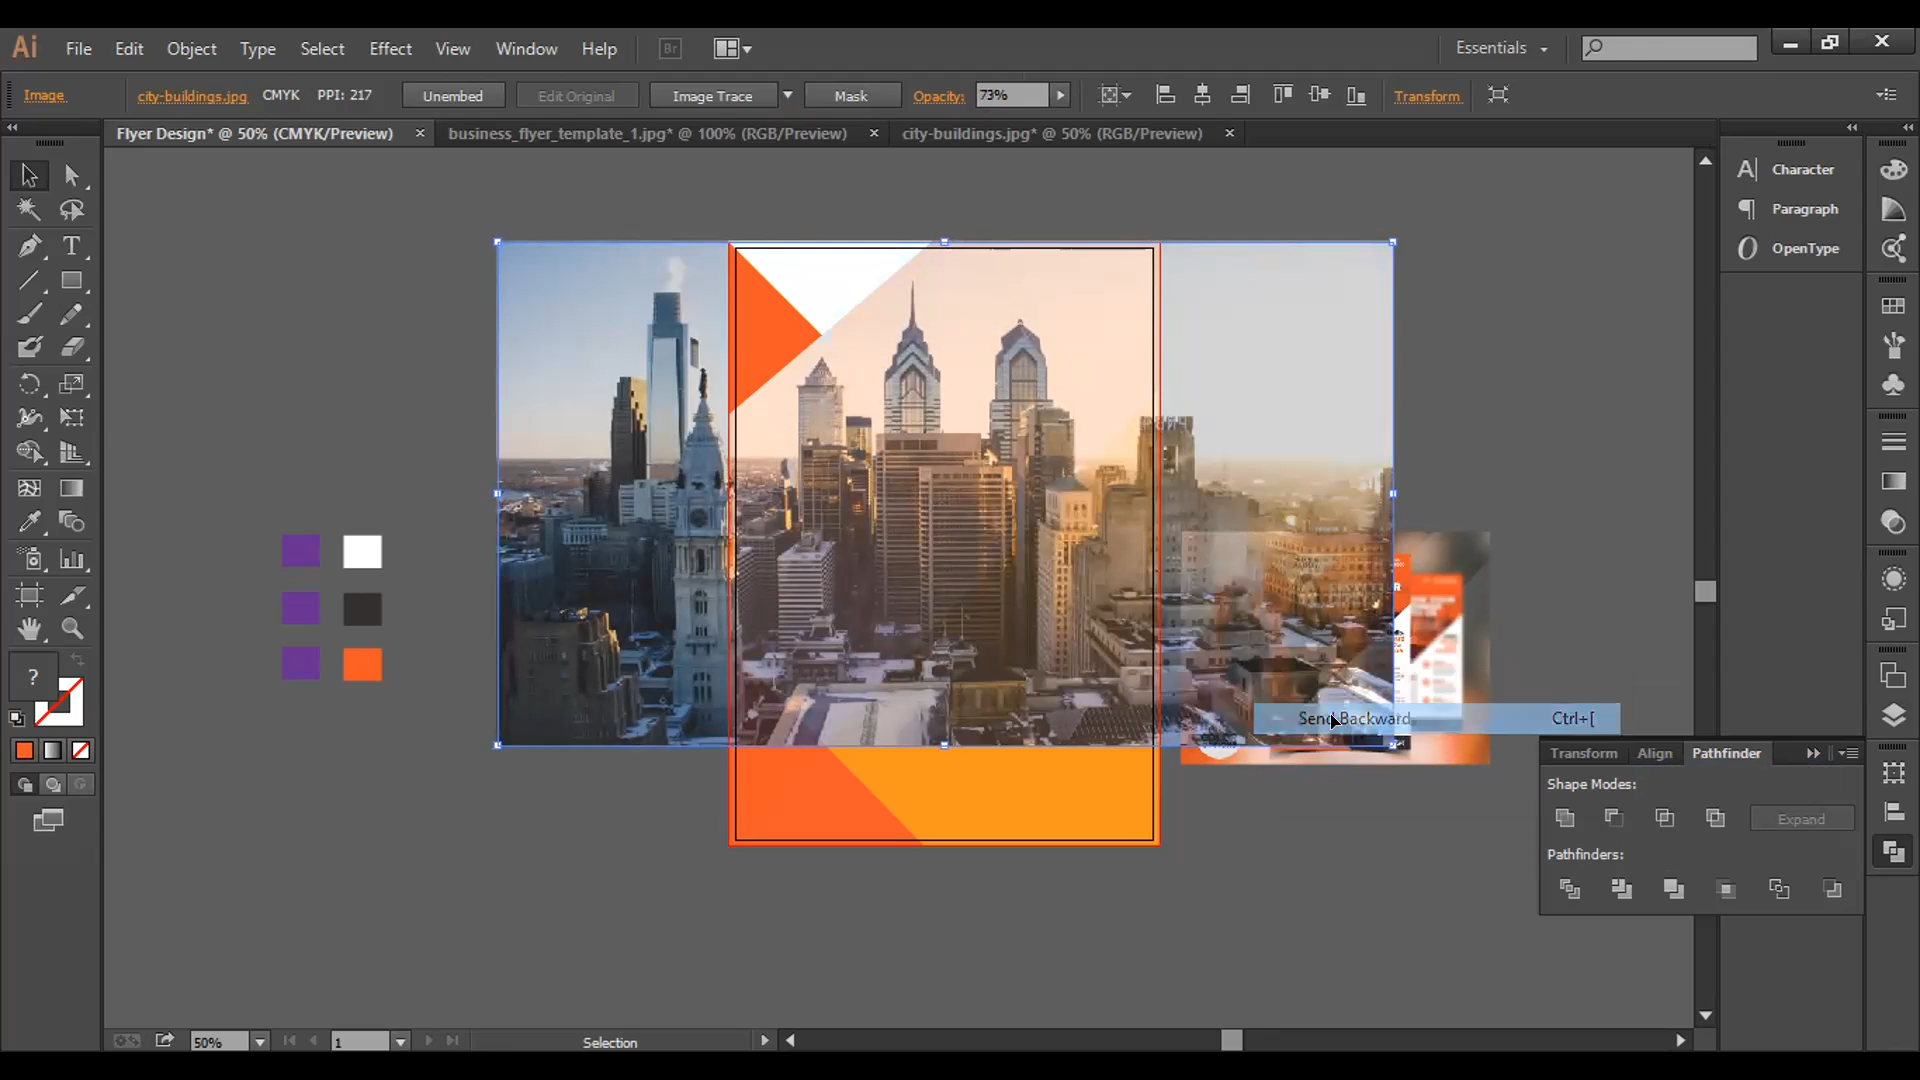 Ai File Edit Object Type Select Effect View Window Help Br Essentials
Image city-buildings.jpg CMYK PPI: 217 Unembed Edit Original Image Trace Mask Opacity: 73% Transform
Flyer Design* @ 50% (CMYK/Preview) business_flyer_template_1.jpg* @ 100% (RGB/Preview) city-buildings.jpg* @ 50% (RGB/Preview)
Character
Paragraph
OpenType
?
Send Backward Ctrl+[
Transform Align Pathfinder
Shape Modes:
Expand
Pathfinders:
50% 1 Selection